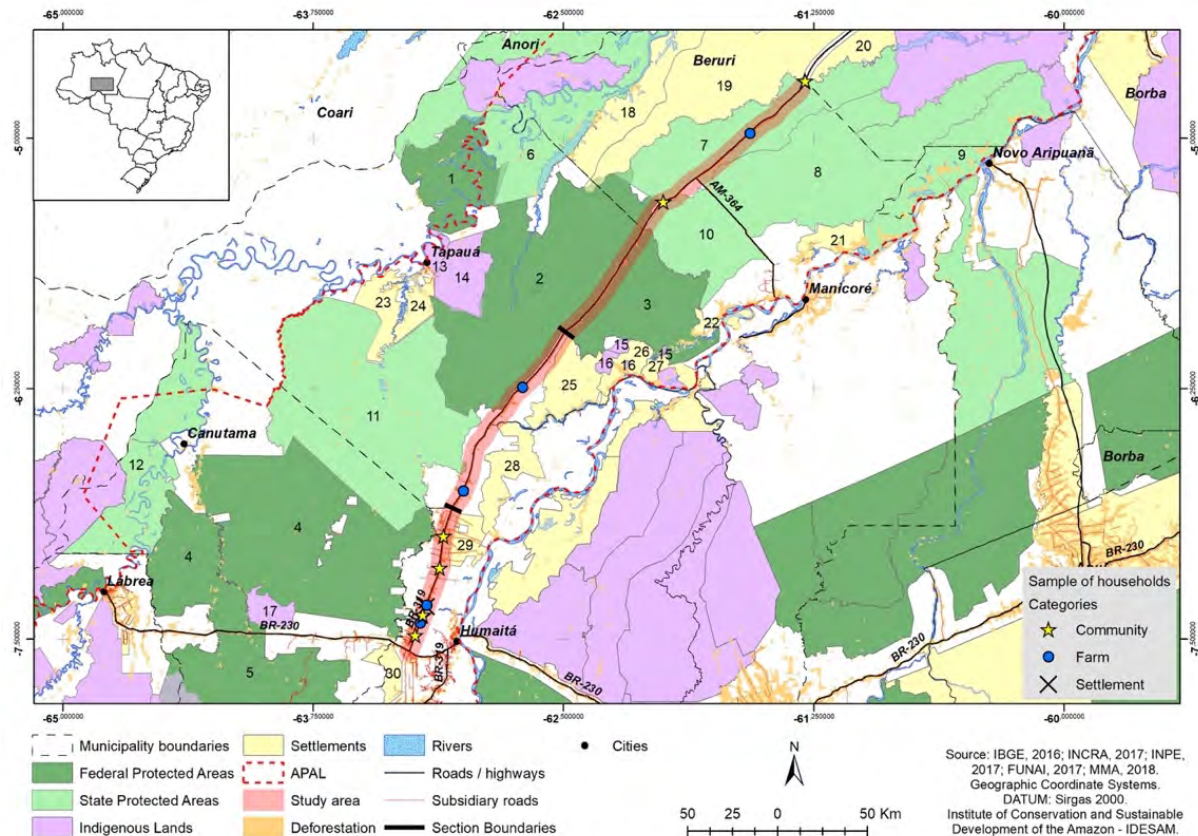 -65,000000 -63,750000 -62,500000 -61,250000 -60,000000
Anori
Beruri
20
19
Coari
Borba
Borba
18
-5,000000 -5,000000
7
6
9
Novo Aripuanã
1
8
AM-364
10
21
Tapauá
13
14
2
Manicoré
23
24
3
22
15
26
15
16
16
27
-6,250000 -6,250000
25
11
Canutama
12
28
Borba
4
29
4
BR-230
Lábrea
17
BR-319
BR-230
Humaitá
-7,500000 -7,500000
BR-319
5
30
BR-230
BR-230
Sample of households
Categories
Community
Farm
Settlement
-65,000000 -63,750000 -62,500000 -61,250000 -60,000000
Municipality boundaries Settlements Rivers Cities
Federal Protected Areas APAL Roads / highways
State Protected Areas Study area Subsidiary roads
Indigenous Lands Deforestation Section Boundaries
N
50 25 0 50 Km
Source: IBGE, 2016; INCRA, 2017; INPE,
2017; FUNAI, 2017; MMA, 2018.
Geographic Coordinate Systems.
DATUM: Sirgas 2000.
Institute of Conservation and Sustainable
Development of the Amazan - IDESAM.